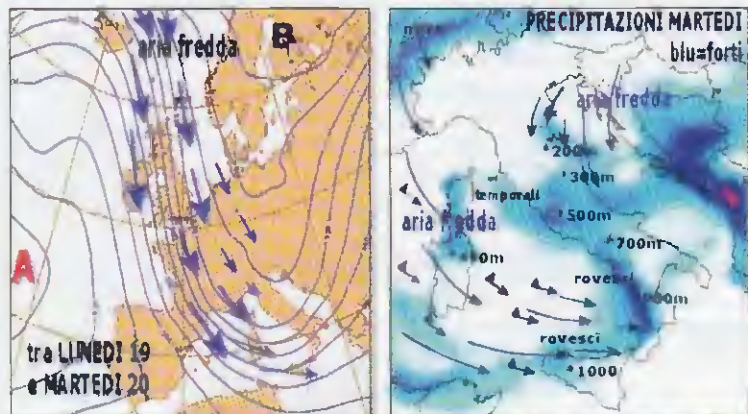 aria fredda
B
A
tra LUNEDI 19
e MARTEDI 20
PRECIPITAZIONI MARTEDI
blu=forti
aria fredda
*200
*300m
temporali
*500m
aria fredda
*700m
0m
rovesci
rovesci
*1000